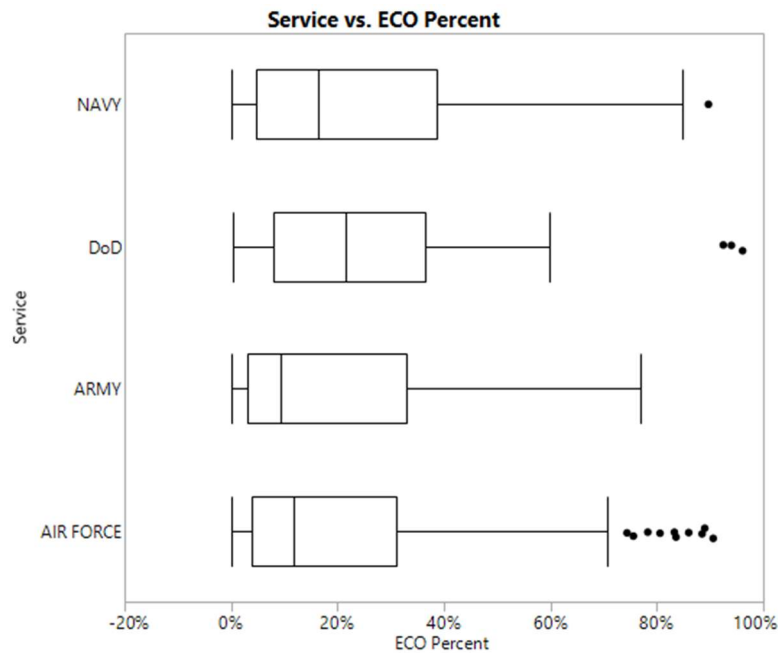 Service vs. ECO Percent
NAVY
DoD
Service
ARMY
AIR FORCE
-20%
0%
20%
40%
60%
80%
100%
ECO Percent